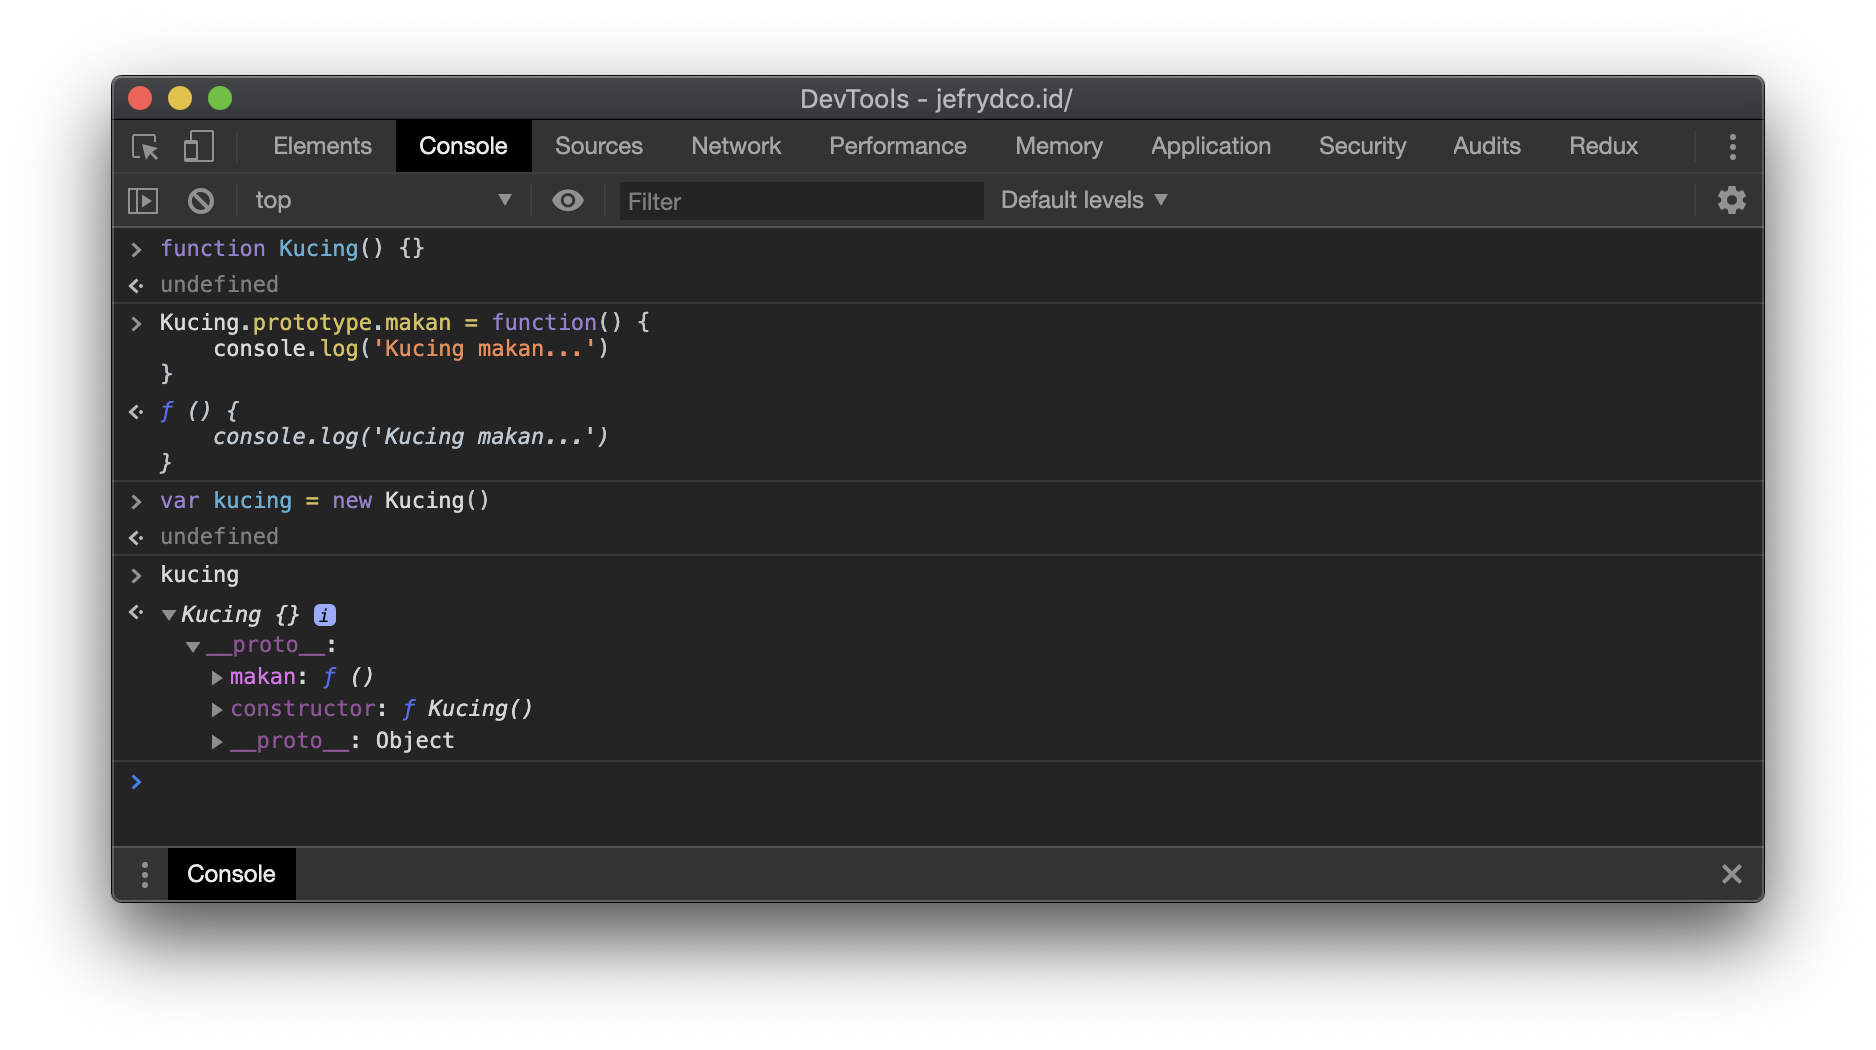 DevTools - jefrydco.id/
Elements Console Sources Network Performance Memory Application Security Audits Redux
top Filter Default levels
function Kucing() {}
undefined
Kucing.prototype.makan = function() {
    console.log('Kucing makan...')
}
ƒ () {
    console.log('Kucing makan...')
}
var kucing = new Kucing()
undefined
kucing
Kucing {} i
__proto__:
makan: ƒ ()
constructor: ƒ Kucing()
__proto__: Object
Console